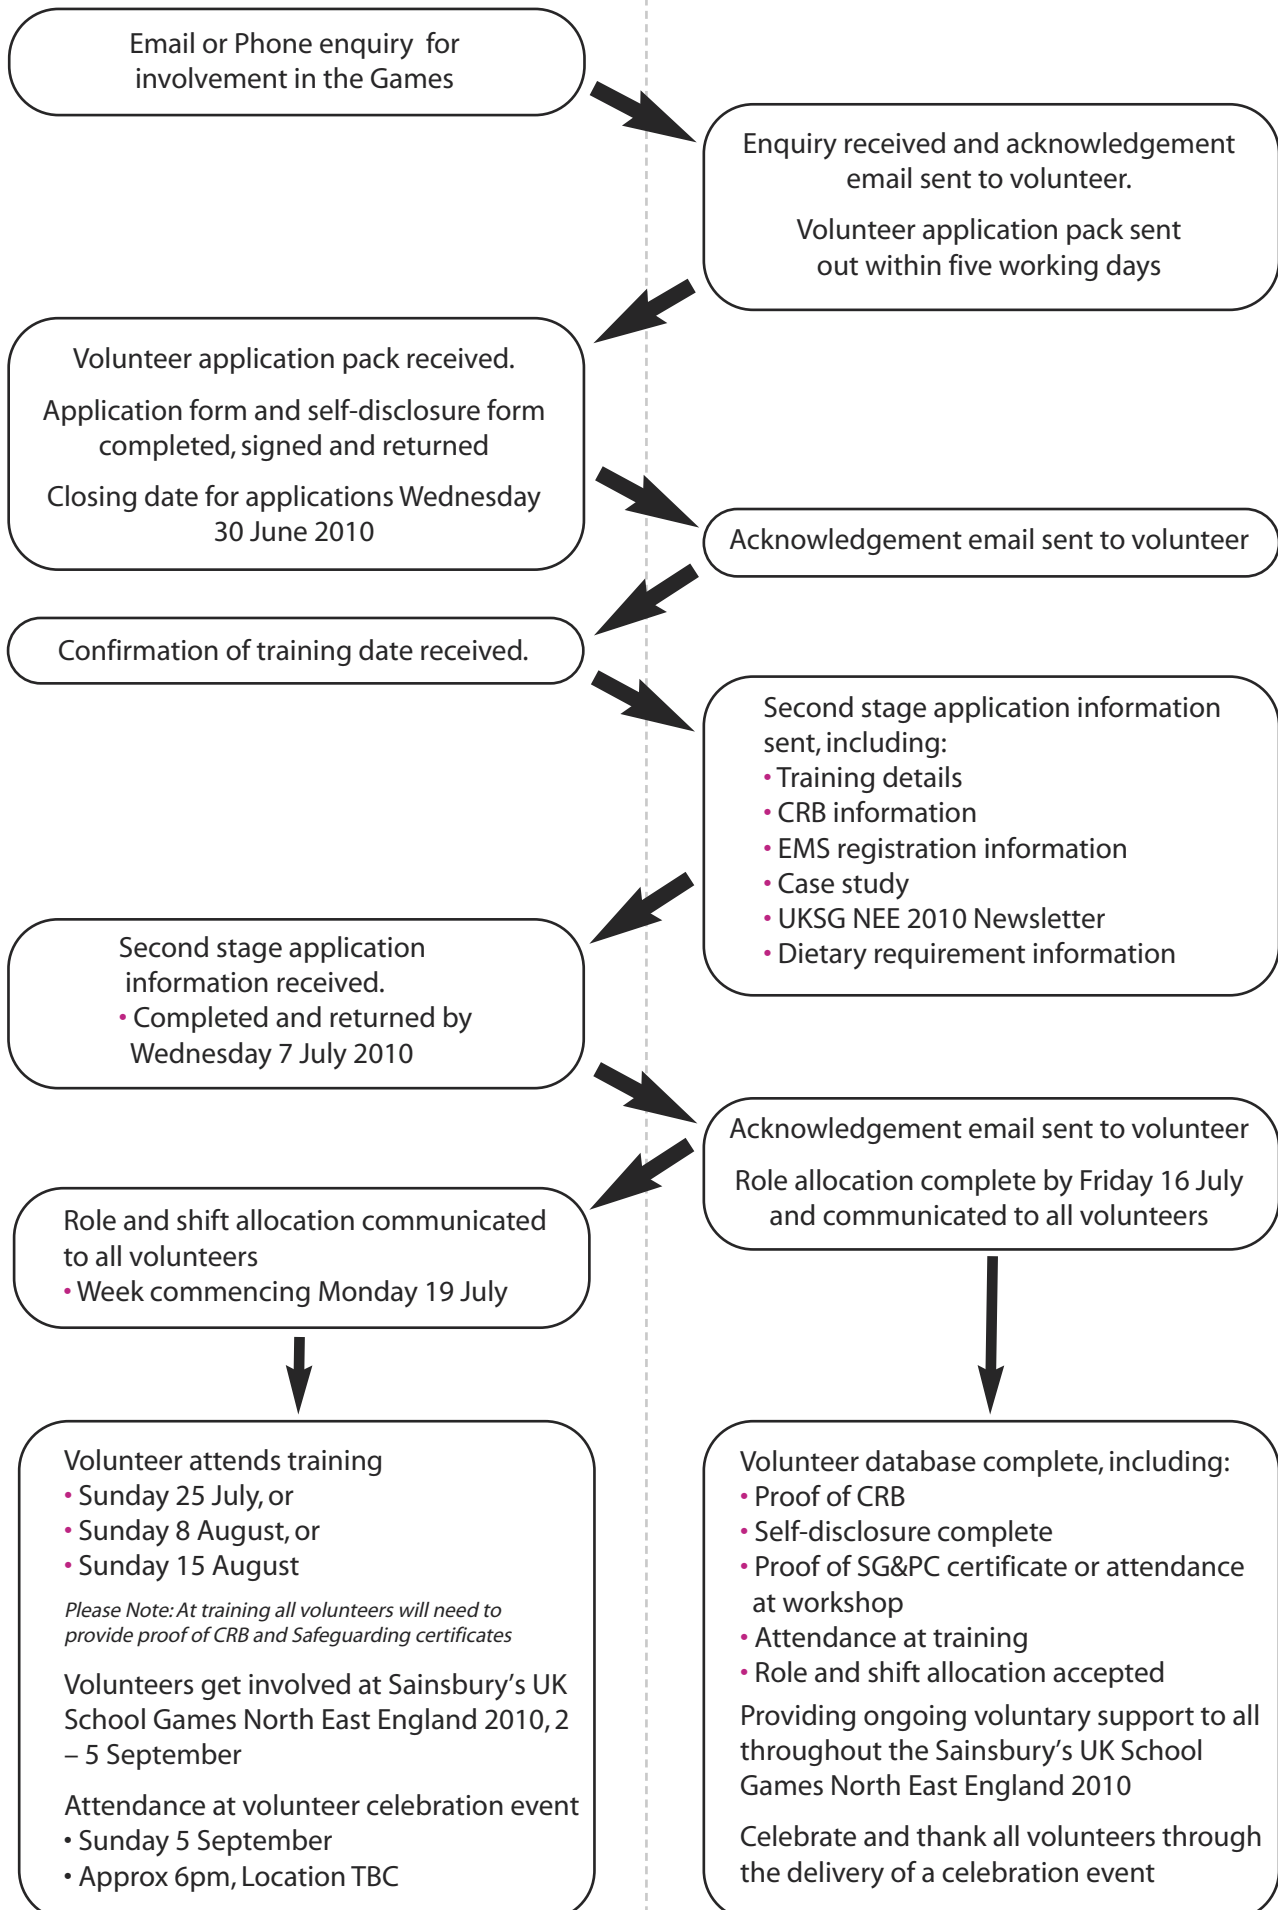 Email or Phone enquiry for
involvement in the Games
Enquiry received and acknowledgement
email sent to volunteer.
Volunteer application pack sent
out within five working days
Volunteer application pack received.
Application form and self-disclosure form
completed, signed and returned
Closing date for applications Wednesday
30 June 2010
Acknowledgement email sent to volunteer
Confirmation of training date received.
Second stage application information
sent, including:
• Training details
• CRB information
• EMS registration information
• Case study
• UKSG NEE 2010 Newsletter
• Dietary requirement information
Second stage application
information received.
• Completed and returned by
Wednesday 7 July 2010
Acknowledgement email sent to volunteer
Role allocation complete by Friday 16 July
and communicated to all volunteers
Role and shift allocation communicated
to all volunteers
• Week commencing Monday 19 July
Volunteer attends training
• Sunday 25 July, or
• Sunday 8 August, or
• Sunday 15 August
Please Note: At training all volunteers will need to
provide proof of CRB and Safeguarding certificates
Volunteers get involved at Sainsbury's UK
School Games North East England 2010, 2
– 5 September
Attendance at volunteer celebration event
• Sunday 5 September
• Approx 6pm, Location TBC
Volunteer database complete, including:
• Proof of CRB
• Self-disclosure complete
• Proof of SG&PC certificate or attendance
at workshop
• Attendance at training
• Role and shift allocation accepted
Providing ongoing voluntary support to all
throughout the Sainsbury's UK School
Games North East England 2010
Celebrate and thank all volunteers through
the delivery of a celebration event